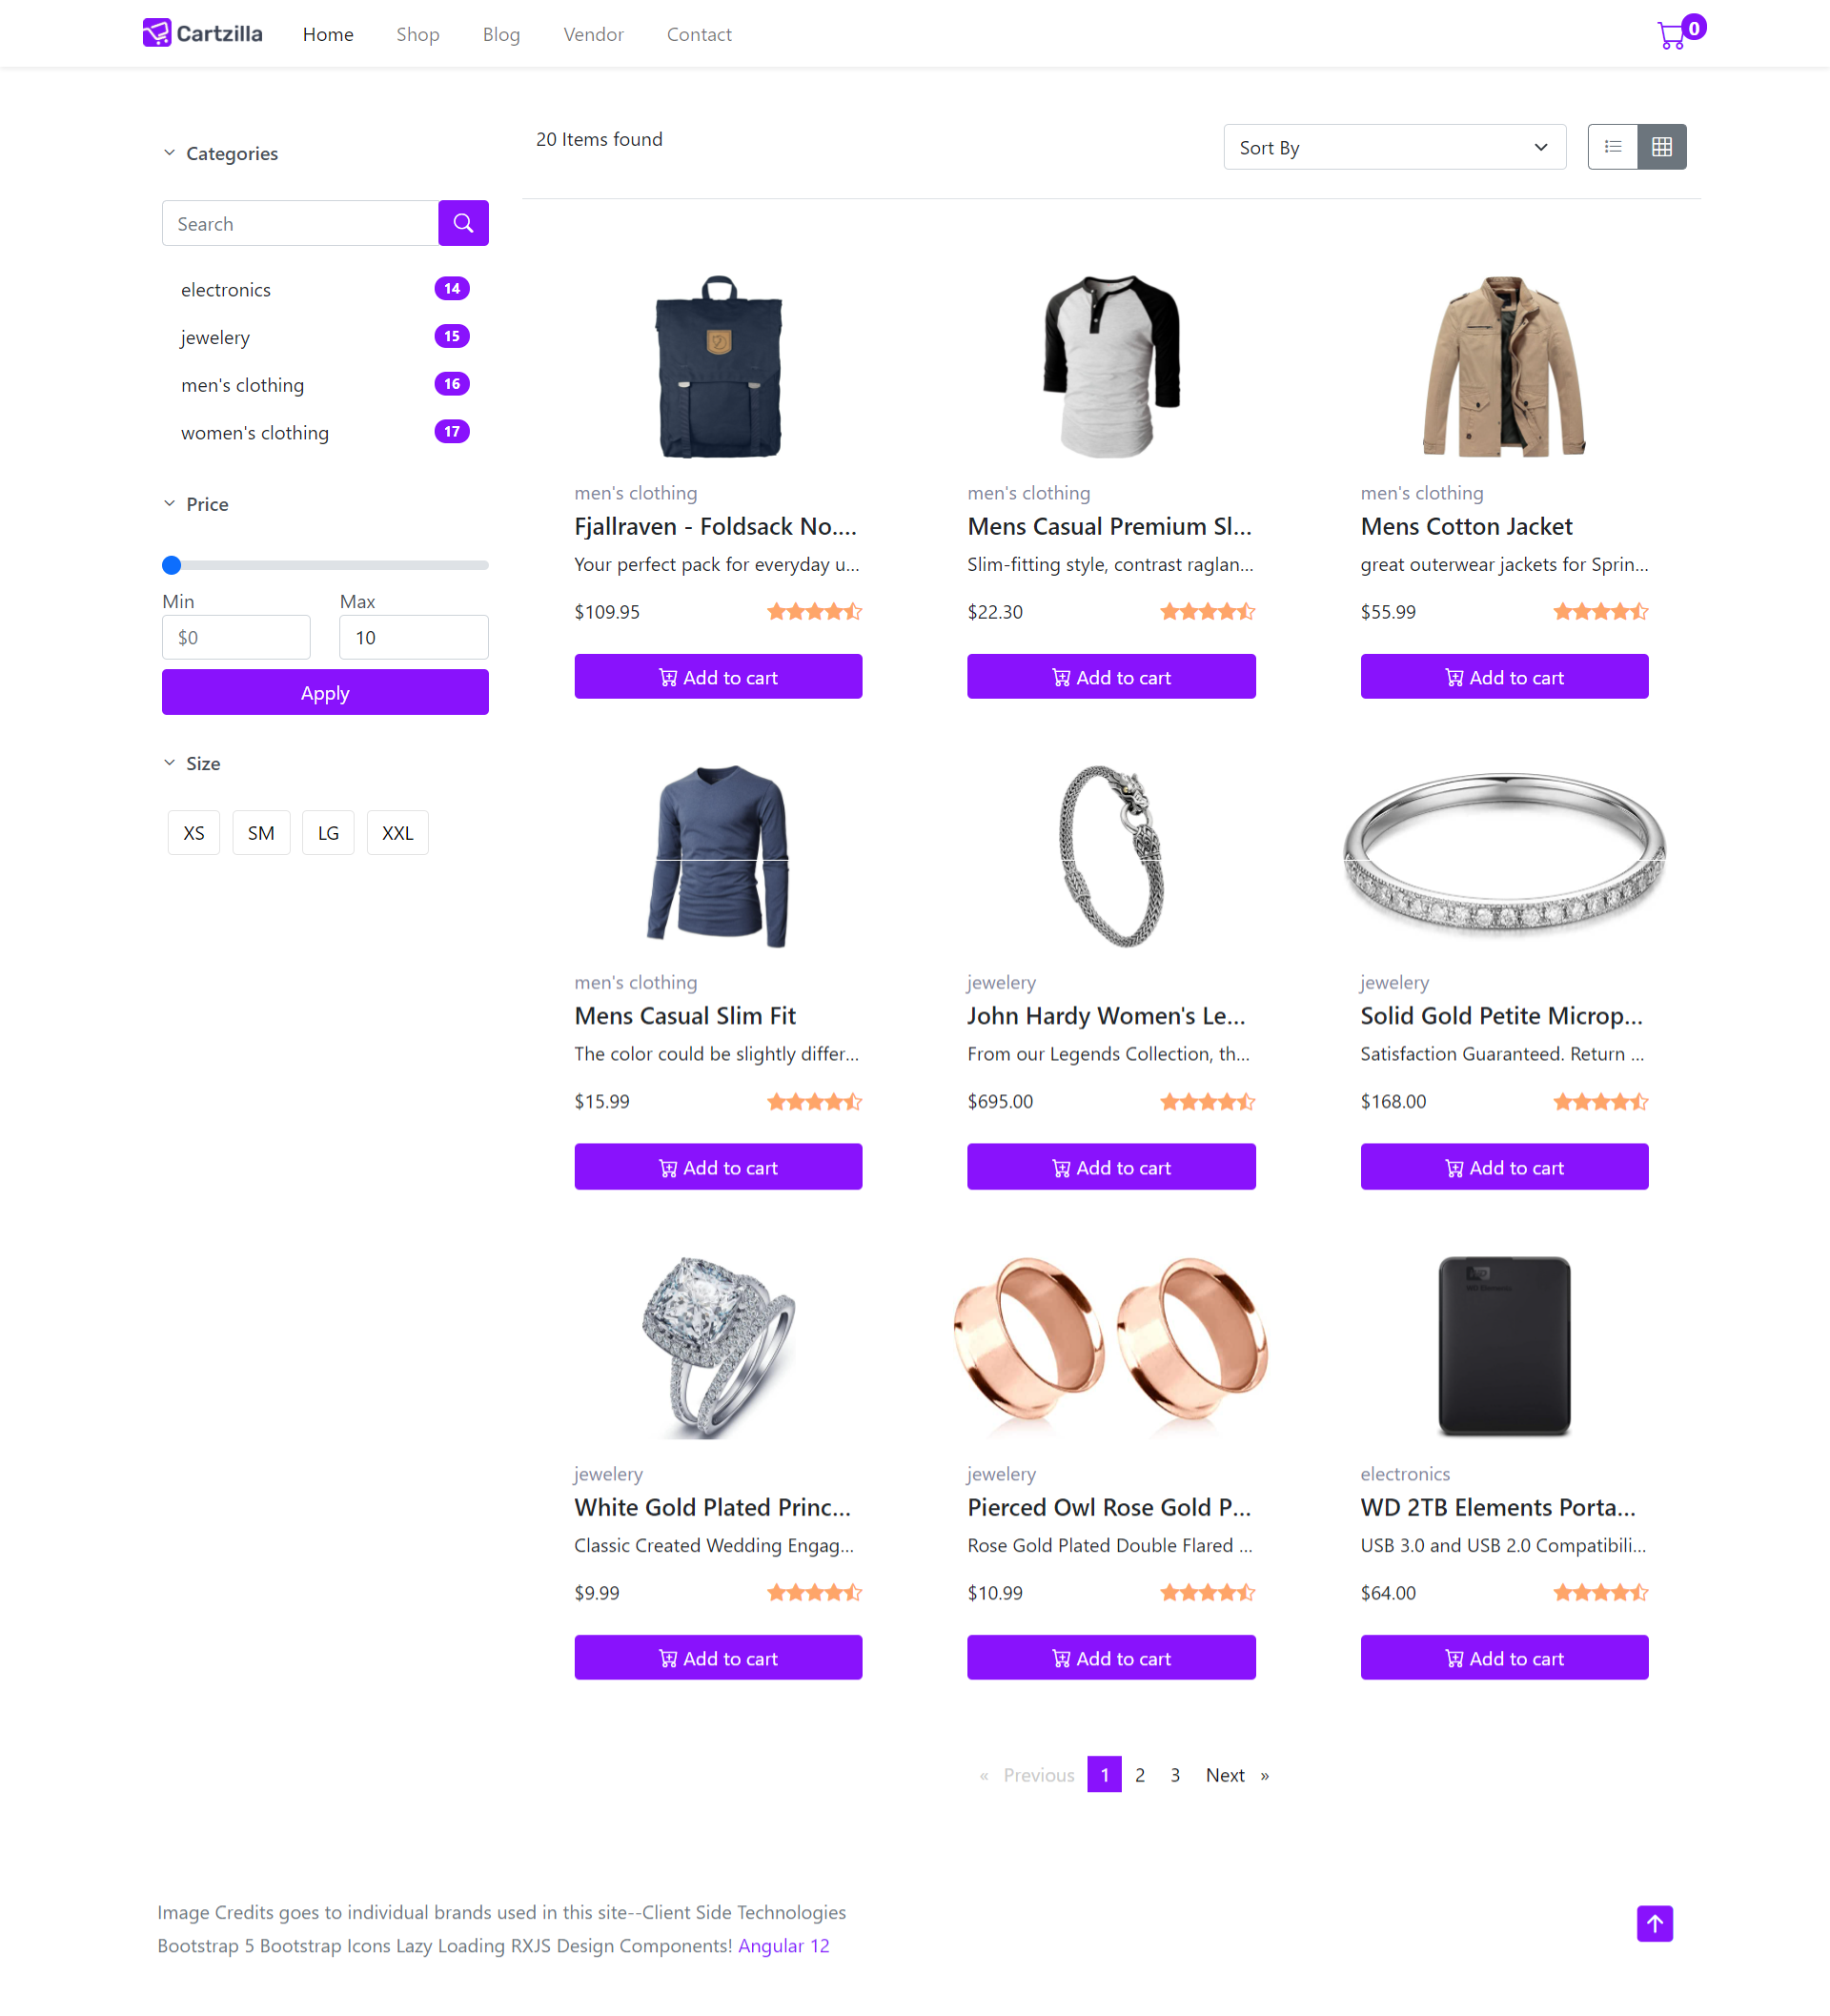 Cartzilla Home Shop Blog Vendor Contact 0
Categories
Search
electronics 14
jewelery 15
men's clothing 16
women's clothing 17
Price
Min Max
$0 10
Apply
Size
XS SM LG XXL
20 Items found Sort By
men's clothing
Fjallraven - Foldsack No....
Your perfect pack for everyday u...
$109.95
Add to cart
men's clothing
Mens Casual Premium Sl...
Slim-fitting style, contrast raglan...
$22.30
Add to cart
men's clothing
Mens Cotton Jacket
great outerwear jackets for Sprin...
$55.99
Add to cart
men's clothing
Mens Casual Slim Fit
The color could be slightly differ...
$15.99
Add to cart
jewelery
John Hardy Women's Le...
From our Legends Collection, th...
$695.00
Add to cart
jewelery
Solid Gold Petite Microp...
Satisfaction Guaranteed. Return ...
$168.00
Add to cart
jewelery
White Gold Plated Princ...
Classic Created Wedding Engag...
$9.99
Add to cart
jewelery
Pierced Owl Rose Gold P...
Rose Gold Plated Double Flared ...
$10.99
Add to cart
WD
WD Elements
electronics
WD 2TB Elements Porta...
USB 3.0 and USB 2.0 Compatibili...
$64.00
Add to cart
« Previous 1 2 3 Next »
Image Credits goes to individual brands used in this site--Client Side Technologies
Bootstrap 5 Bootstrap Icons Lazy Loading RXJS Design Components! Angular 12